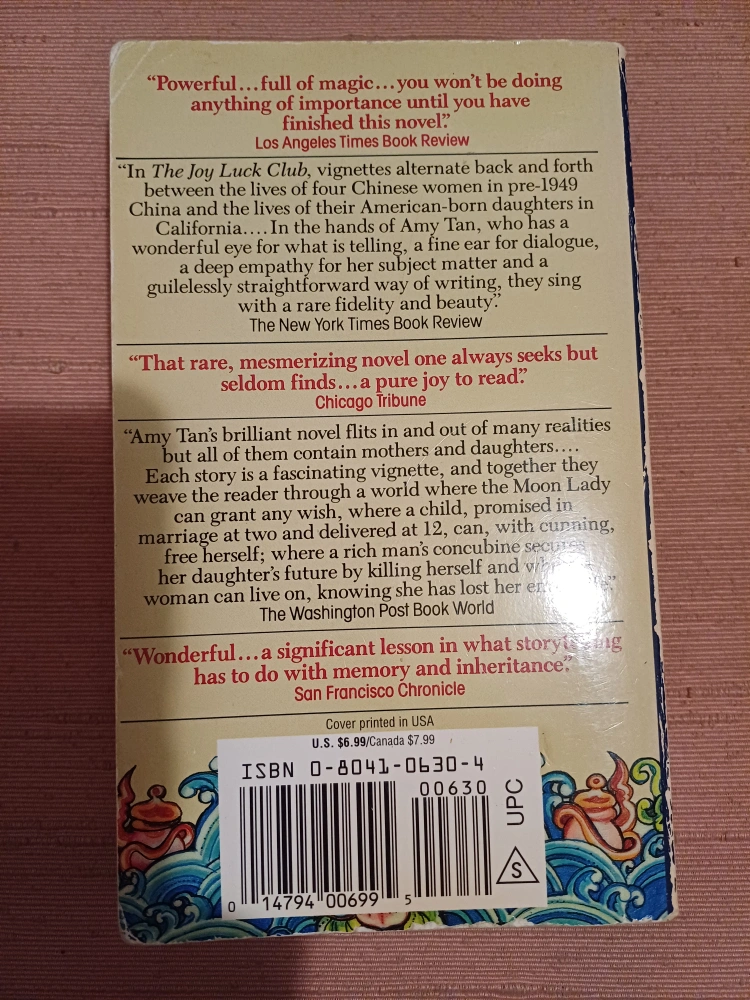 “Powerful...full of magic...you won't be doing
anything of importance until you have
finished this novel.”
Los Angeles Times Book Review
“In The Joy Luck Club, vignettes alternate back and forth
between the lives of four Chinese women in pre-1949
China and the lives of their American-born daughters in
California....In the hands of Amy Tan, who has a
wonderful eye for what is telling, a fine ear for dialogue,
a deep empathy for her subject matter and a
guilelessly straightforward way of writing, they sing
with a rare fidelity and beauty.”
The New York Times Book Review
“That rare, mesmerizing novel one always seeks but
seldom finds...a pure joy to read.”
Chicago Tribune
“Amy Tan's brilliant novel flits in and out of many realities
but all of them contain mothers and daughters....
Each story is a fascinating vignette, and together they
weave the reader through a world where the Moon Lady
can grant any wish, where a child, promised in
marriage at two and delivered at 12, can, with cunning,
free herself; where a rich man's concubine secures
her daughter's future by killing herself and
woman can live on, knowing she has lost her
The Washington Post Book World
“Wonderful...a significant lesson in what storytelling
has to do with memory and inheritance.”
San Francisco Chronicle
Cover printed in USA
U.S. $6.99/Canada $7.99
ISBN 0-8041-0630-4
00630
UPC
S
0 14794 00699 5